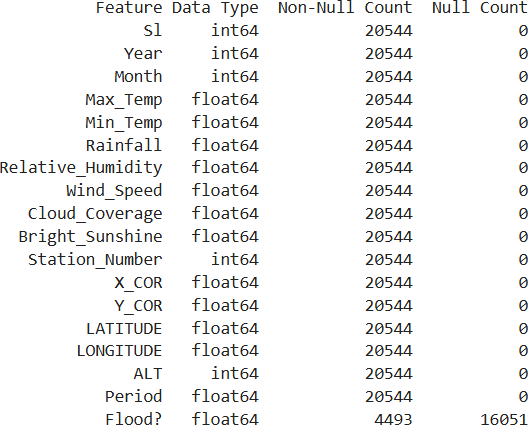 Feature Data Type Non-Null Count Null Count
Sl int64 20544 0
Year int64 20544 0
Month int64 20544 0
Max_Temp float64 20544 0
Min_Temp float64 20544 0
Rainfall float64 20544 0
Relative_Humidity float64 20544 0
Wind_Speed float64 20544 0
Cloud_Coverage float64 20544 0
Bright_Sunshine float64 20544 0
Station_Number int64 20544 0
X_COR float64 20544 0
Y_COR float64 20544 0
LATITUDE float64 20544 0
LONGITUDE float64 20544 0
ALT int64 20544 0
Period float64 20544 0
Flood? float64 4493 16051